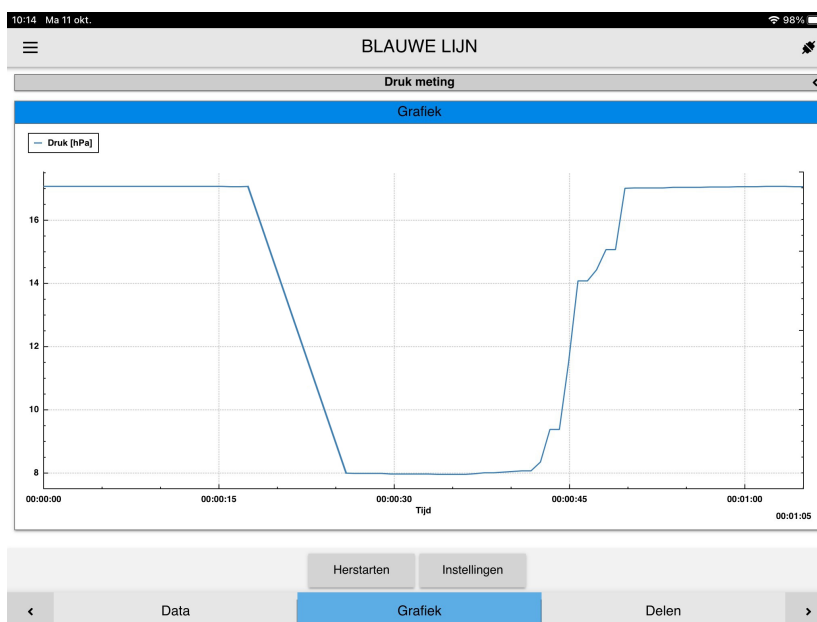 10:14 Ma 11 okt. 98%
BLAUWE LIJN
Druk meting
Grafiek
Druk [hPa]
16
14
12
10
8
00:00:00 00:00:15 00:00:30 00:00:45 00:01:00
Tijd
00:01:05
Herstarten Instellingen
Data Grafiek Delen